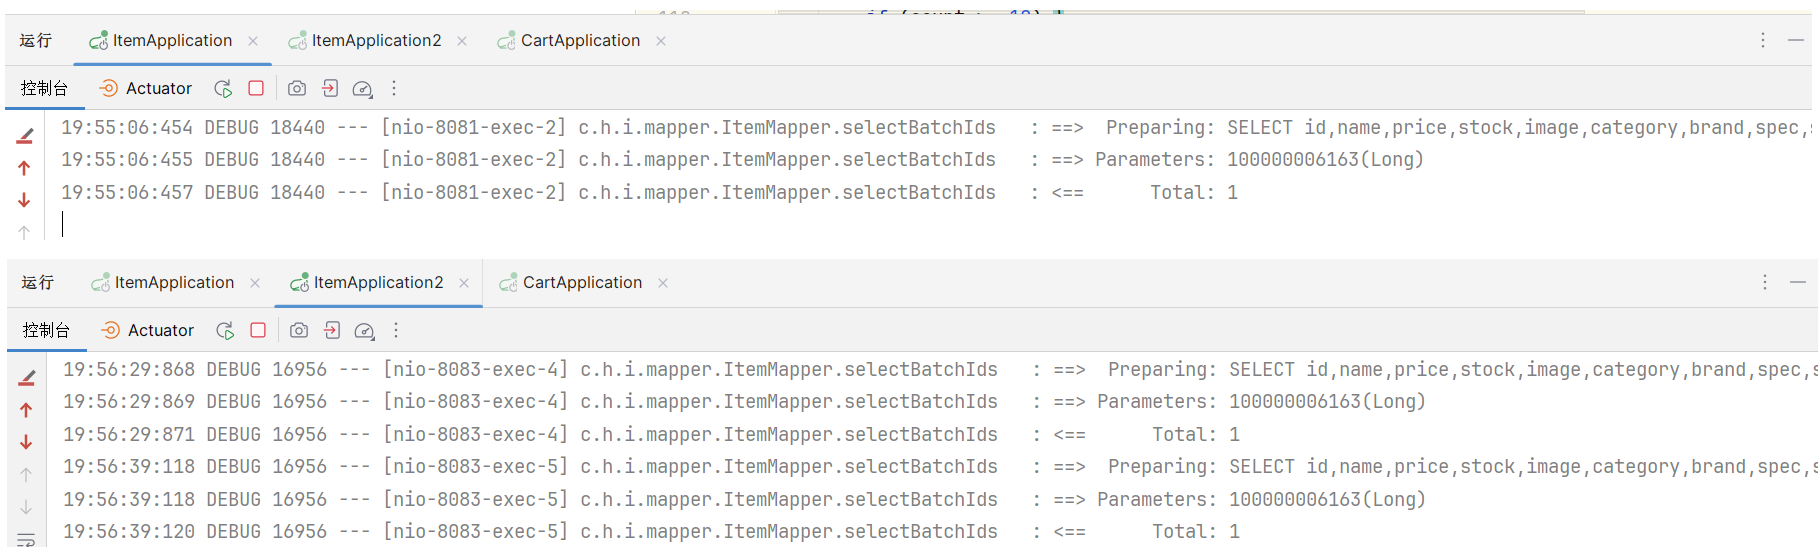 运行 ItemApplication × ItemApplication2 × CartApplication ×
控制台 Actuator
19:55:06:454 DEBUG 18440 --- [nio-8081-exec-2] c.h.i.mapper.ItemMapper.selectBatchIds : ==> Preparing: SELECT id,name,price,stock,image,category,brand,spec,
19:55:06:455 DEBUG 18440 --- [nio-8081-exec-2] c.h.i.mapper.ItemMapper.selectBatchIds : ==> Parameters: 100000006163(Long)
19:55:06:457 DEBUG 18440 --- [nio-8081-exec-2] c.h.i.mapper.ItemMapper.selectBatchIds : <== Total: 1
运行 ItemApplication × ItemApplication2 × CartApplication ×
控制台 Actuator
19:56:29:868 DEBUG 16956 --- [nio-8083-exec-4] c.h.i.mapper.ItemMapper.selectBatchIds : ==> Preparing: SELECT id,name,price,stock,image,category,brand,spec,
19:56:29:869 DEBUG 16956 --- [nio-8083-exec-4] c.h.i.mapper.ItemMapper.selectBatchIds : ==> Parameters: 100000006163(Long)
19:56:29:871 DEBUG 16956 --- [nio-8083-exec-4] c.h.i.mapper.ItemMapper.selectBatchIds : <== Total: 1
19:56:39:118 DEBUG 16956 --- [nio-8083-exec-5] c.h.i.mapper.ItemMapper.selectBatchIds : ==> Preparing: SELECT id,name,price,stock,image,category,brand,spec,
19:56:39:118 DEBUG 16956 --- [nio-8083-exec-5] c.h.i.mapper.ItemMapper.selectBatchIds : ==> Parameters: 100000006163(Long)
19:56:39:120 DEBUG 16956 --- [nio-8083-exec-5] c.h.i.mapper.ItemMapper.selectBatchIds : <== Total: 1